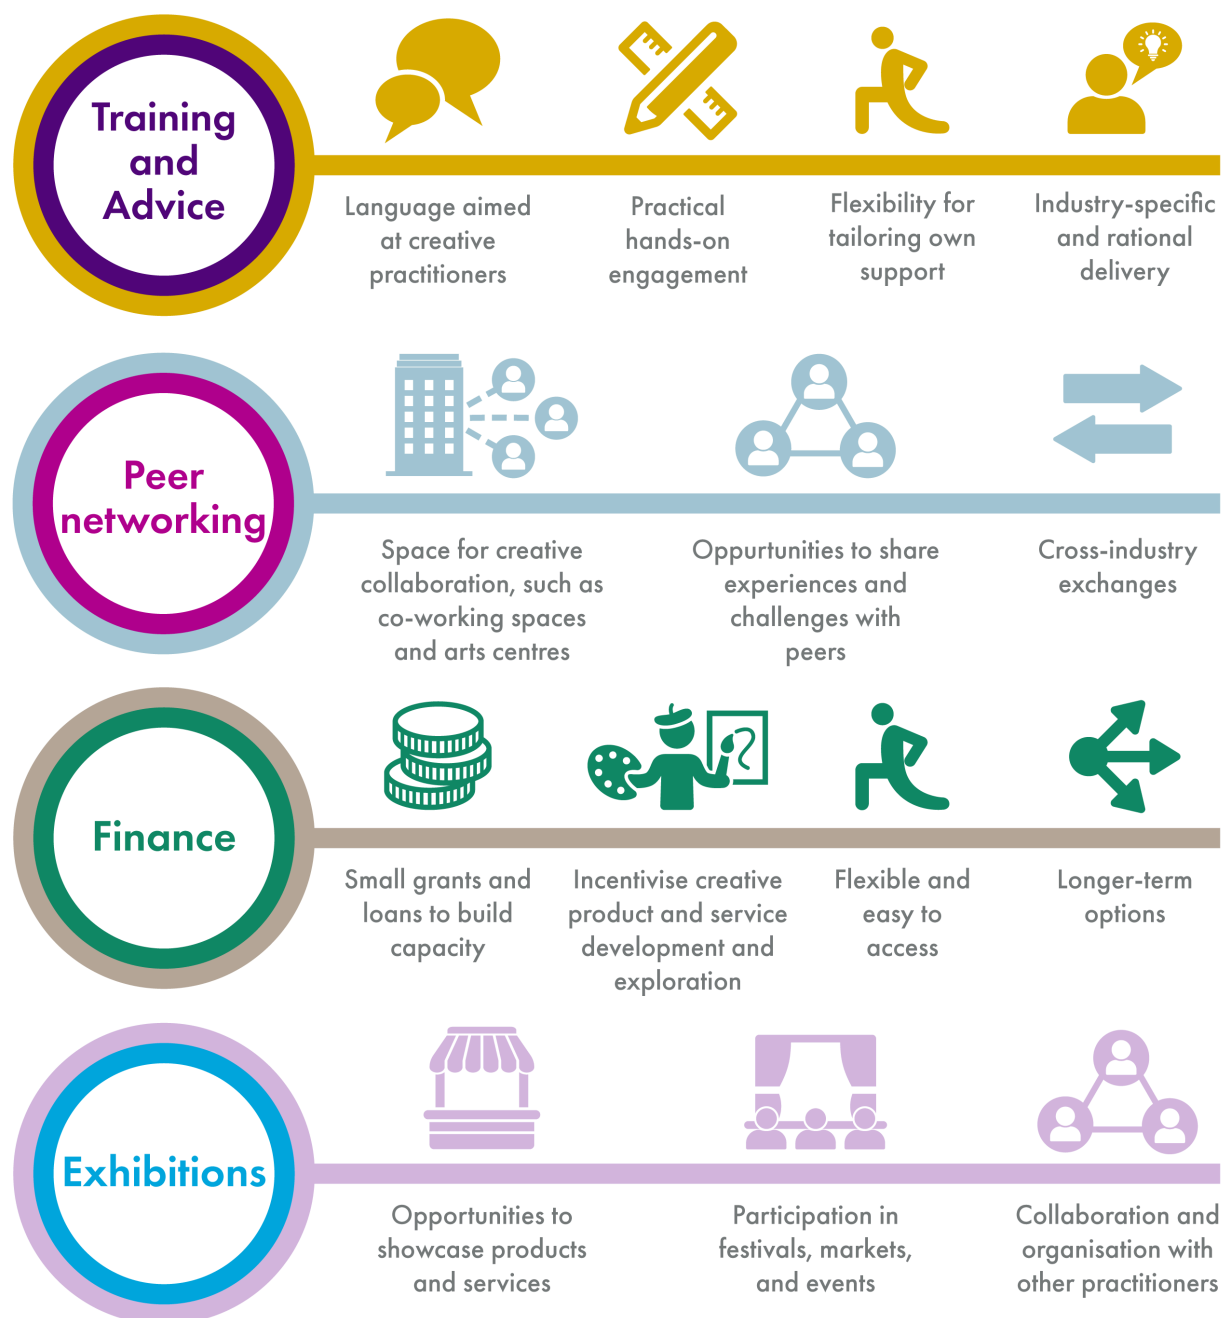 Training
and
Advice
Language aimed
at creative
practitioners
Practical
hands-on
engagement
Flexibility for
tailoring own
support
Industry-specific
and rational
delivery
Peer
networking
Space for creative
collaboration, such as
co-working spaces
and arts centres
Oppurtunities to share
experiences and
challenges with
peers
Cross-industry
exchanges
Finance
Small grants and
loans to build
capacity
Incentivise creative
product and service
development and
exploration
Flexible and
easy to
access
Longer-term
options
Exhibitions
Opportunities to
showcase products
and services
Participation in
festivals, markets,
and events
Collaboration and
organisation with
other practitioners